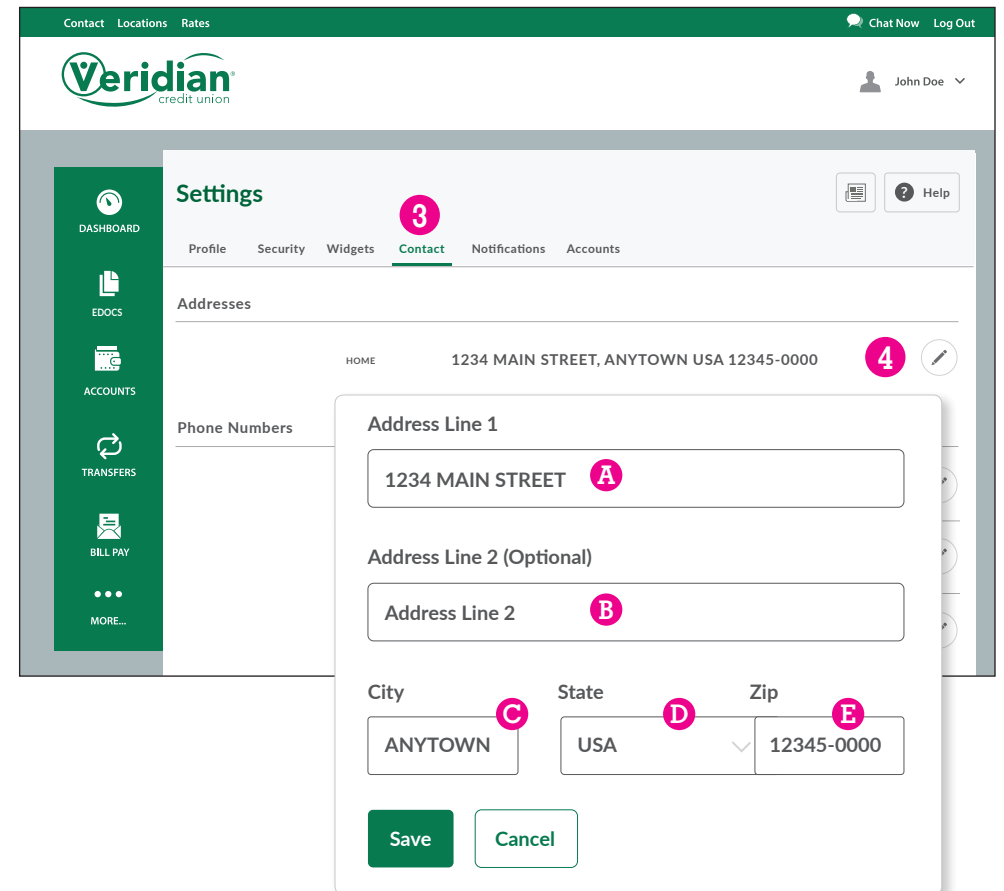 Contact Locations Rates
Chat Now Log Out
Veridian
credit union
John Doe
Settings
Help
3
Profile Security Widgets Contact Notifications Accounts
DASHBOARD
EDOCS
ACCOUNTS
TRANSFERS
BILL PAY
MORE...
Addresses
HOME 1234 MAIN STREET, ANYTOWN USA 12345-0000 4
Phone Numbers
Address Line 1
1234 MAIN STREET A
Address Line 2 (Optional)
Address Line 2 B
City State Zip
C D E
ANYTOWN USA 12345-0000
Save Cancel